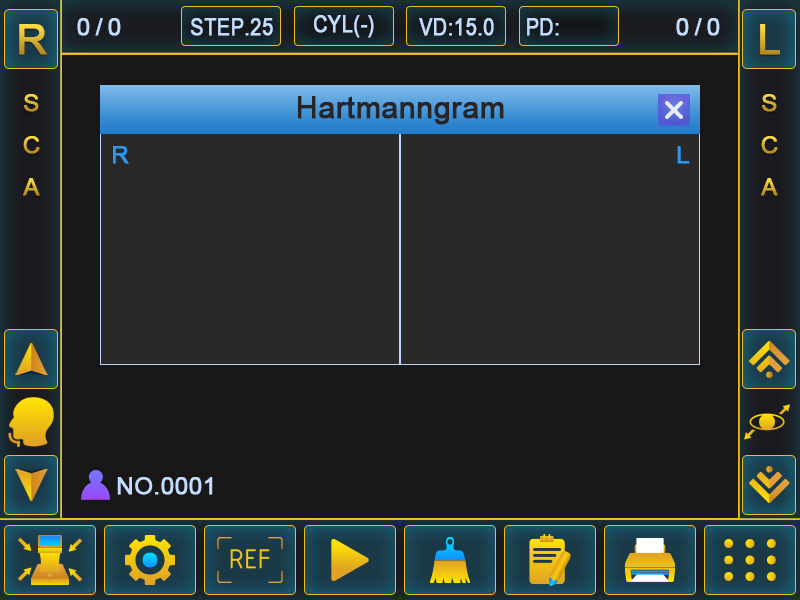 R
0 / 0
STEP.25
CYL(-)
VD:15.0
PD:
0 / 0
L
S
C
A
S
C
A
Hartmanngram
R
L
NO.0001
REF